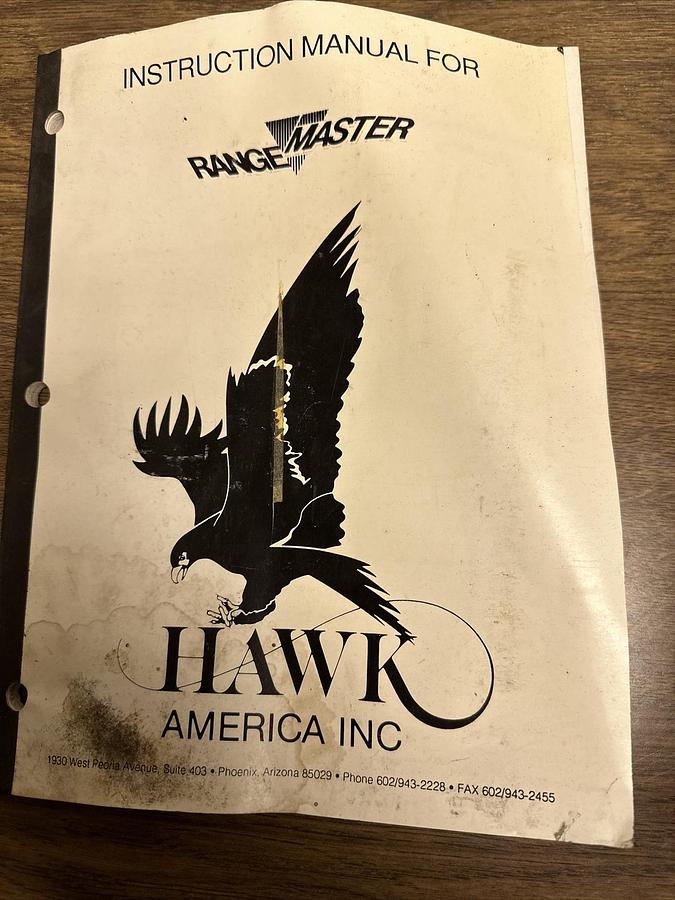 INSTRUCTION MANUAL FOR
RANGE MASTER
HAWK
AMERICA INC
1930 West Peoria Avenue, Suite 403 • Phoenix, Arizona 85029 • Phone 602/943-2228 • FAX 602/943-2455